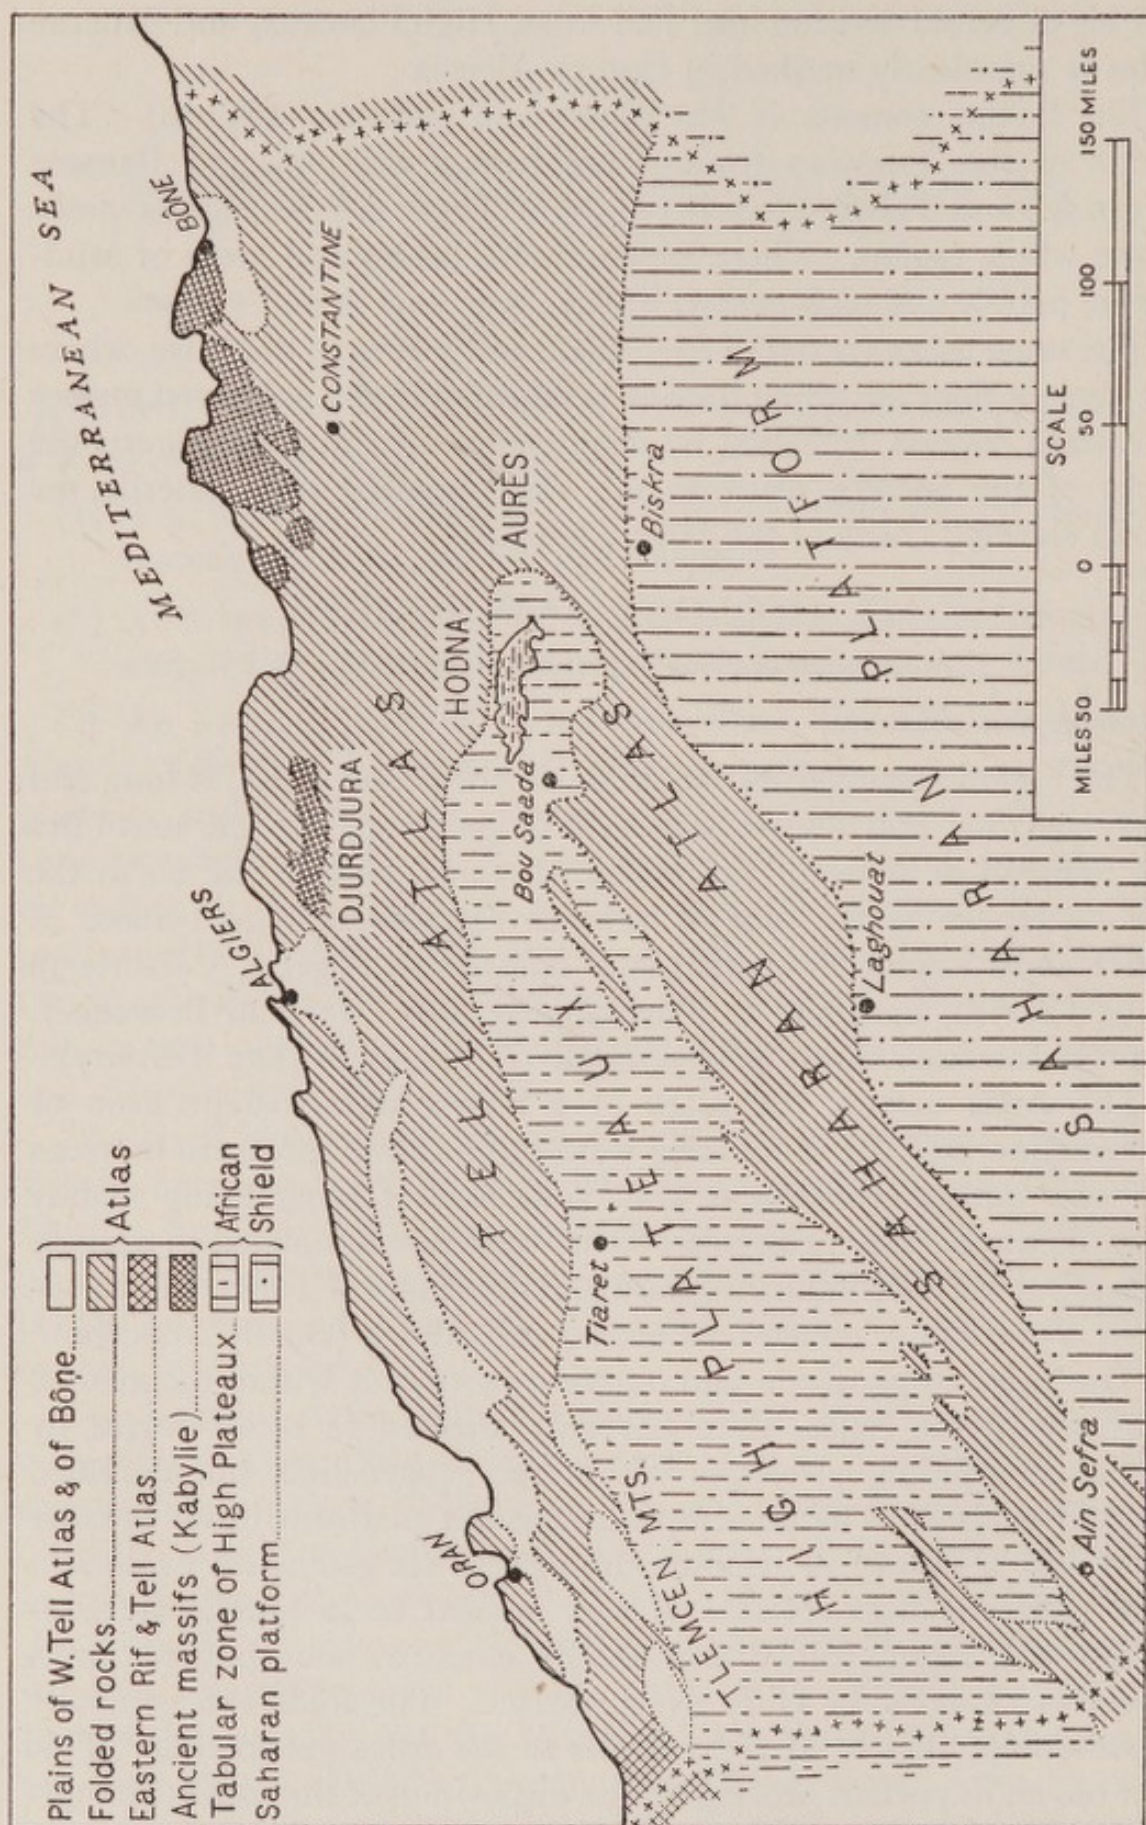 Plains of W. Tell Atlas & of Bône
Folded rocks
Eastern Rif & Tell Atlas
Ancient massifs (Kabylie)
Atlas
Tabular zone of High Plateaux
Saharan platform
African
Shield
MEDITERRANEAN SEA
ORAN
ALGIERS
BÔNE
CONSTANTINE
DJURDJURA
TELL ATLAS
HODNA
AURÈS
Tiaret
Bou Saada
Biskra
TLEMCEN MTS.
HIGH PLATEAUX
SAHARAN ATLAS
Laghouat
Ain Sefra
SAHARAN PLATFORM
SCALE
MILES 50 0 50 100 150 MILES